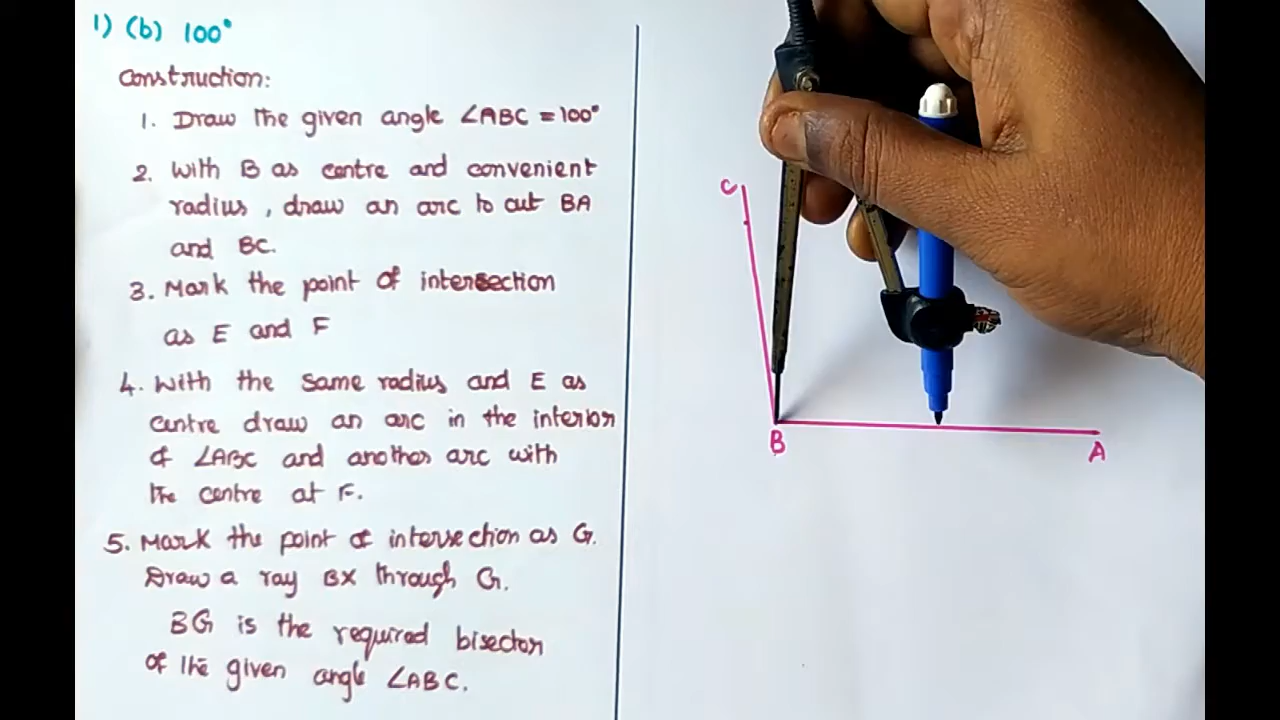 1) (b) 100°
Construction:
1. Draw the given angle ∠ABC = 100°
2. With B as centre and convenient
radius, draw an arc to cut BA
and BC.
3. Mark the point of intersection
as E and F
4. With the same radius and E as
centre draw an arc in the interior
of ∠ABC and another arc with
the centre at F.
5. Mark the point of intersection as G.
Draw a ray BX through G.
BG is the required bisector
of the given angle ∠ABC.
C
B
A